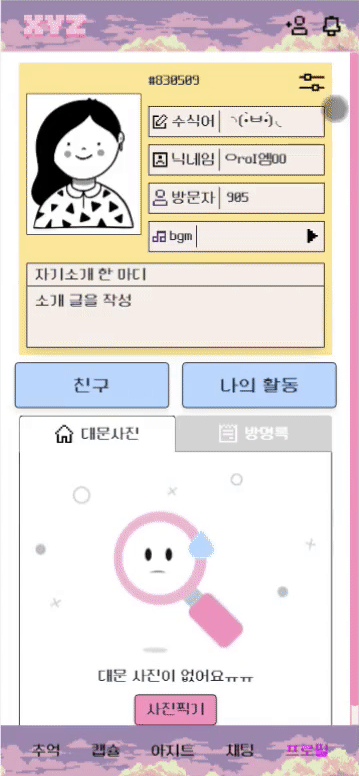 XYZ
#830509
수식어 ヽ(•̀ㅂ•́)◟
닉네임 ㅇraI엠00
방문자 905
bgm
자기소개 한 마디
소개 글을 작성
친구 나의 활동
대문사진 방명록
대문 사진이 없어요ㅠㅠ
사진찍기
추억 캡슐 아지트 채팅 프로필